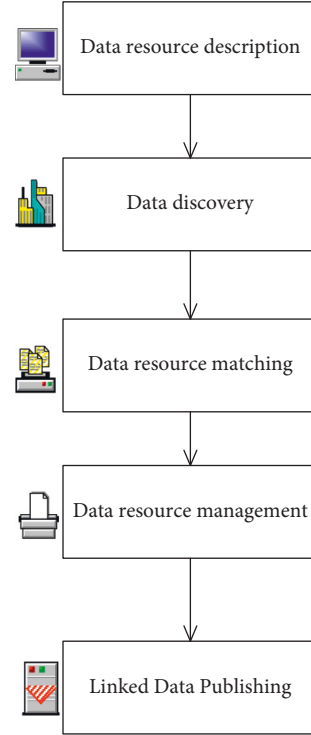 Data resource description
Data discovery
Data resource matching
Data resource management
Linked Data Publishing